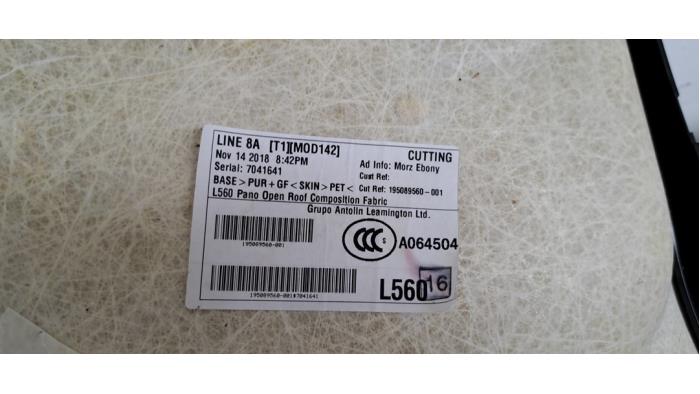 LINE 8A [T1][MOD142] CUTTING
Nov 14 2018 8:42PM Ad Info: Morz Ebony
Serial: 7041641 Cust Ref:
BASE > PUR + GF < SKIN > PET < Cut Ref: 195089560-001
L560 Pano Open Roof Composition Fabric
Grupo Antolin Leamington Ltd.
195089560-001
CCC S A064504
L560 16
195089560-001#7041641